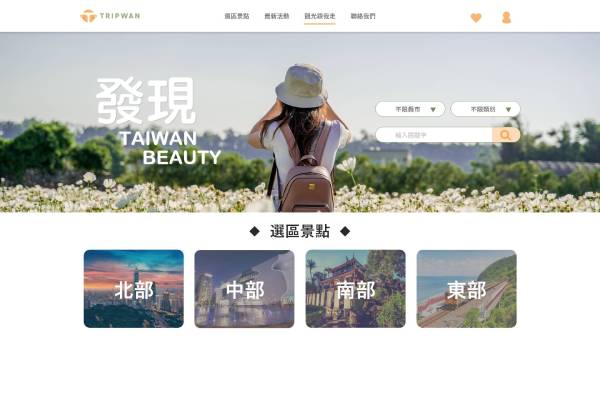 TRIPWAN
選區景點 最新活動 觀光跟我走 聯絡我們
發現
TAIWAN
BEAUTY
不限縣市 不限類別
輸入關鍵字
選區景點
北部 中部 南部 東部